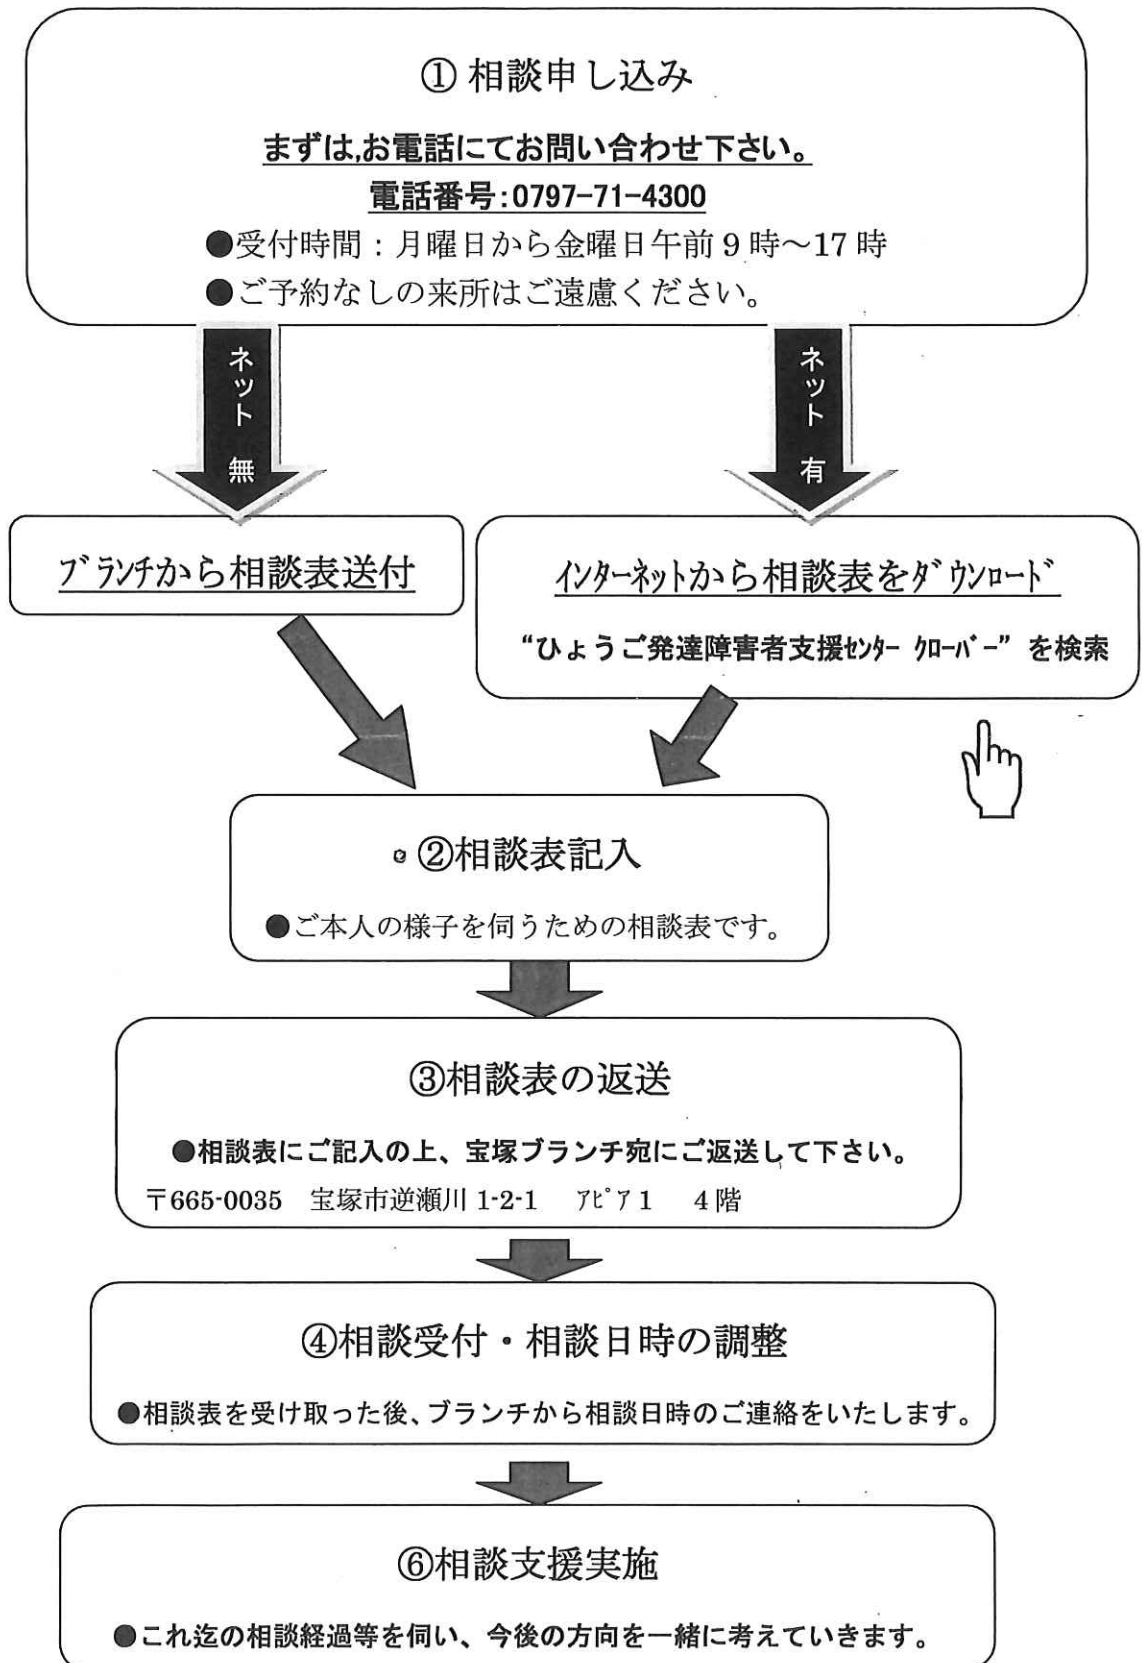 ① 相談申し込み
まずは,お電話にてお問い合わせ下さい。
電話番号:0797-71-4300
●受付時間：月曜日から金曜日午前 9 時～17 時
●ご予約なしの来所はご遠慮ください。
ネット 無
ネット 有
ﾌﾞﾗﾝﾁから相談表送付
ｲﾝﾀｰﾈｯﾄから相談表をﾀﾞｳﾝﾛｰﾄﾞ
“ひょうご発達障害者支援ｾﾝﾀｰ ｸﾛｰﾊﾞｰ” を検索
②相談表記入
●ご本人の様子を伺うための相談表です。
③相談表の返送
●相談表にご記入の上、宝塚ブランチ宛にご返送して下さい。
〒665-0035 宝塚市逆瀬川 1-2-1 ｱﾋﾟｱ 1 4 階
④相談受付・相談日時の調整
●相談表を受け取った後、ブランチから相談日時のご連絡をいたします。
⑥相談支援実施
●これ迄の相談経過等を伺い、今後の方向を一緒に考えていきます。